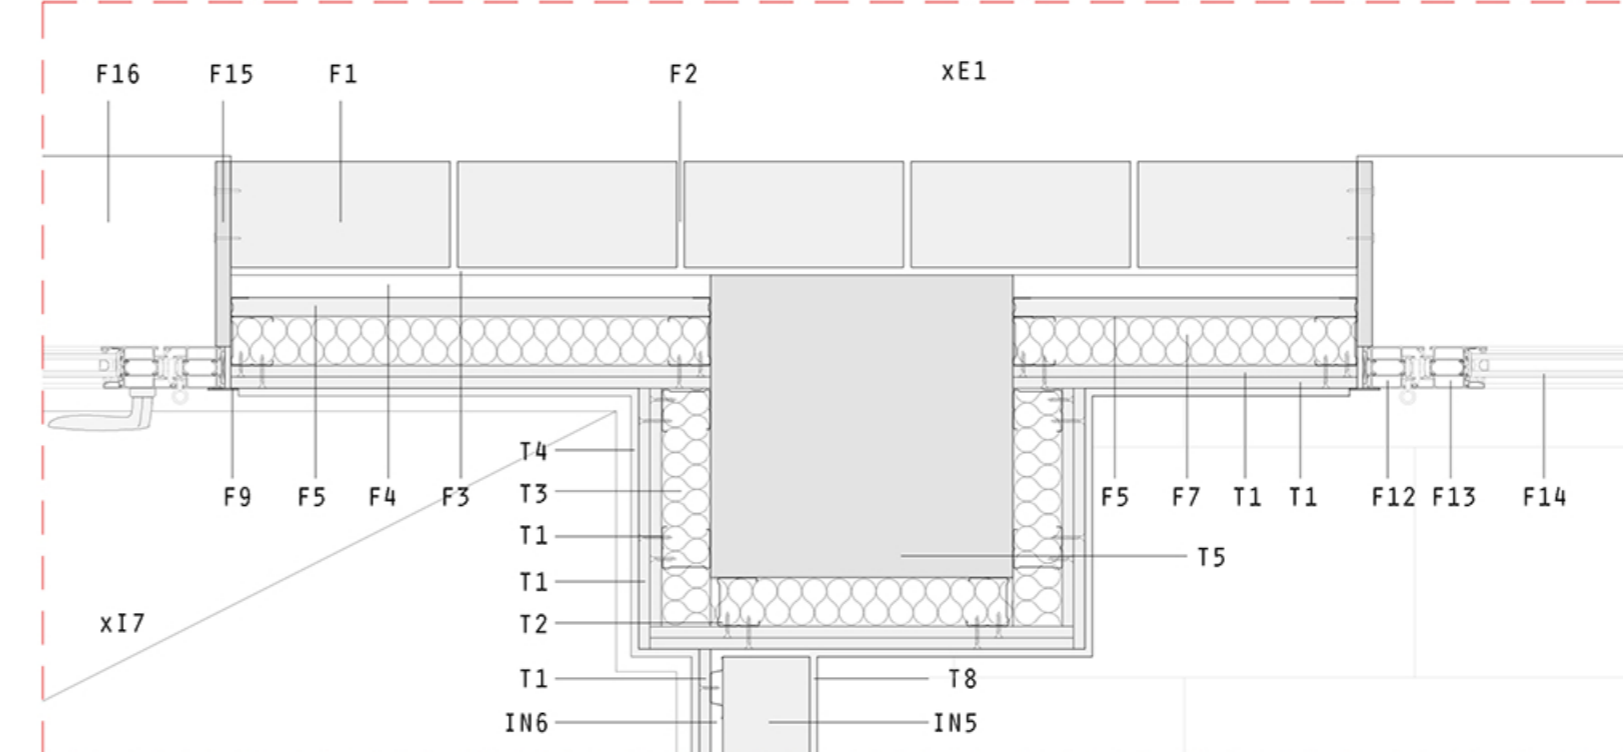 F16 F15 F1 F2 xE1
T4
T3
F9 F5 F4 F3 F5 F7 T1 T1 F12 F13 F14
T1
T5
T1
xI7 T2
T1 T8
IN6 IN5